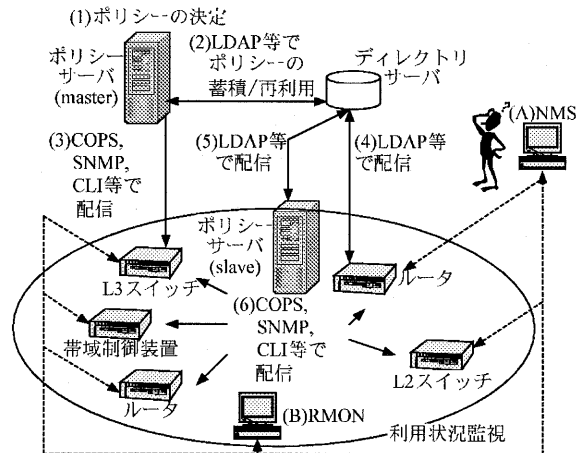 (1)ポリシーの決定
ポリシー
サーバ
(master)
(2)LDAP等で
ポリシーの
蓄積/再利用
ディレクトリ
サーバ
(3)COPS,
SNMP,
CLI等で
配信
(5)LDAP等
で配信
(4)LDAP等
で配信
?
(A)NMS
ポリシー
サーバ
(slave)
L3スイッチ
ルータ
(6)COPS,
SNMP,
CLI等で
配信
帯域制御装置
L2スイッチ
ルータ
(B)RMON
利用状況監視